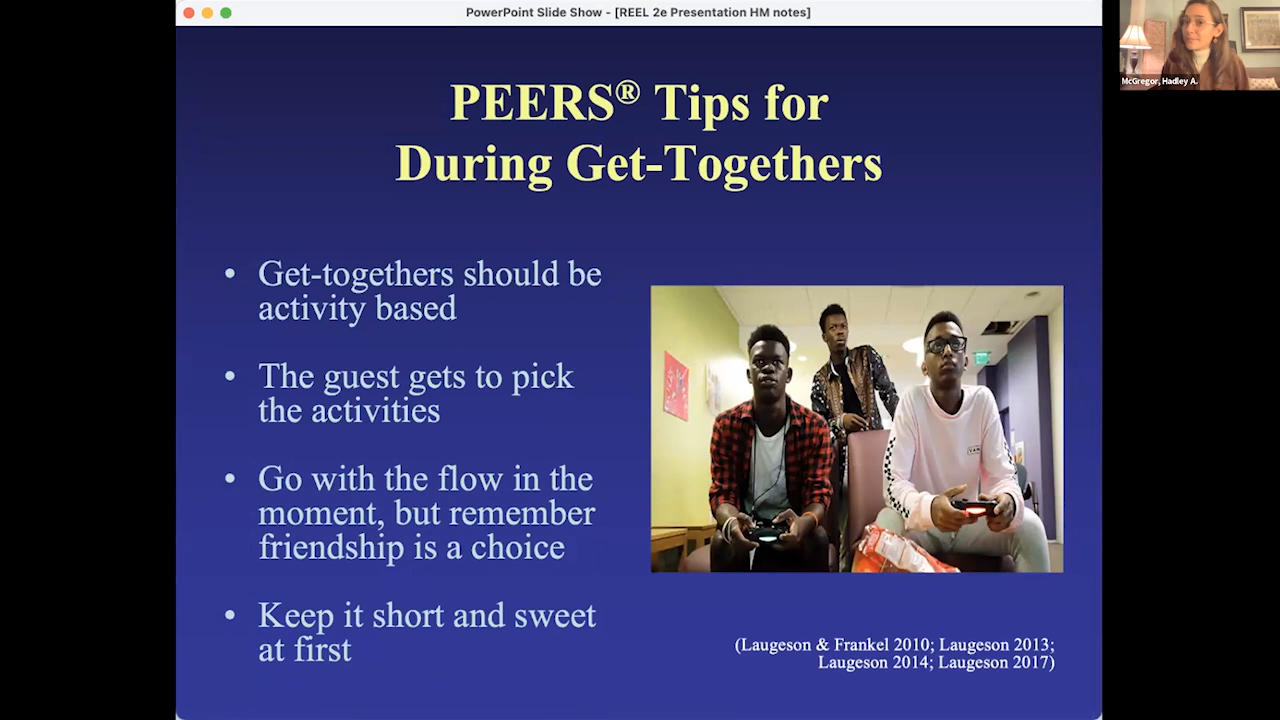 PowerPoint Slide Show - [REEL 2e Presentation HM notes]
McGregor, Hadley A.
PEERS® Tips for
During Get-Togethers
• Get-togethers should be
activity based
• The guest gets to pick
the activities
• Go with the flow in the
moment, but remember
friendship is a choice
• Keep it short and sweet
at first
VANS
(Laugeson & Frankel 2010; Laugeson 2013;
Laugeson 2014; Laugeson 2017)